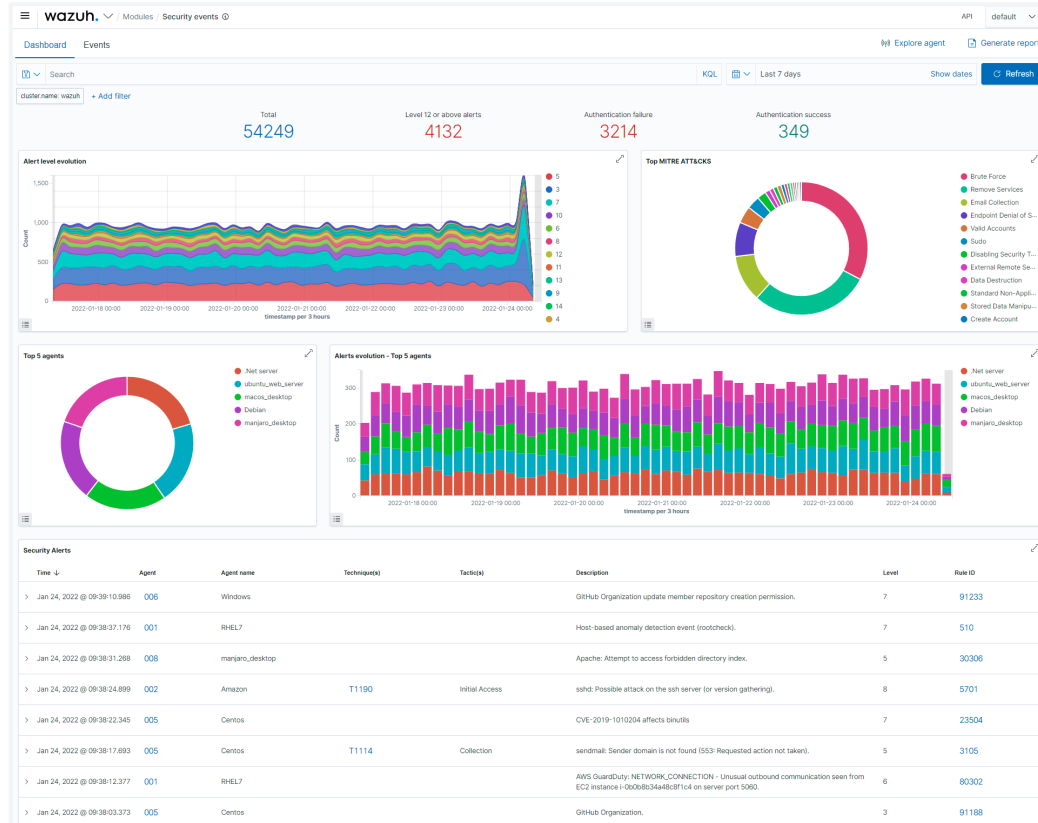 wazuh. / Modules / Security events API default
Dashboard Events Explore agent Generate report
Search KQL Last 7 days Show dates Refresh
cluster.name: wazuh + Add filter
Total Level 12 or above alerts Authentication failure Authentication success
54249 4132 3214 349
Alert level evolution
1,500
1,000
500
0
Count
2022-01-18 00:00 2022-01-19 00:00 2022-01-20 00:00 2022-01-21 00:00 2022-01-22 00:00 2022-01-23 00:00 2022-01-24 00:00
timestamp per 3 hours
5
3
7
10
6
8
12
11
13
9
14
4
Top MITRE ATT&CKS
Brute Force
Remove Services
Email Collection
Endpoint Denial of S...
Valid Accounts
Sudo
Disabling Security T...
External Remote Se...
Data Destruction
Standard Non-Appli...
Stored Data Manipu...
Create Account
Top 5 agents
.Net server
ubuntu_web_server
macos_desktop
Debian
manjaro_desktop
Alerts evolution - Top 5 agents
300
200
100
0
Count
2022-01-18 00:00 2022-01-19 00:00 2022-01-20 00:00 2022-01-21 00:00 2022-01-22 00:00 2022-01-23 00:00 2022-01-24 00:00
timestamp per 3 hours
.Net server
ubuntu_web_server
macos_desktop
Debian
manjaro_desktop
Security Alerts
Time Agent Agent name Technique(s) Tactic(s) Description Level Rule ID
Jan 24, 2022 @ 09:39:10.986 006 Windows GitHub Organization update member repository creation permission. 7 91233
Jan 24, 2022 @ 09:38:37.176 001 RHEL7 Host-based anomaly detection event (rootcheck). 7 510
Jan 24, 2022 @ 09:38:31.268 008 manjaro_desktop Apache: Attempt to access forbidden directory index. 5 30306
Jan 24, 2022 @ 09:38:24.899 002 Amazon T1190 Initial Access sshd: Possible attack on the ssh server (or version gathering). 8 5701
Jan 24, 2022 @ 09:38:22.345 005 Centos CVE-2019-1010204 affects binutils 7 23504
Jan 24, 2022 @ 09:38:17.693 005 Centos T1114 Collection sendmail: Sender domain is not found (553: Requested action not taken). 5 3105
Jan 24, 2022 @ 09:38:12.377 001 RHEL7 AWS GuardDuty: NETWORK_CONNECTION - Unusual outbound communication seen from
EC2 instance i-0b0b8b34a48c8f1c4 on server port 5060. 6 80302
Jan 24, 2022 @ 09:38:03.373 005 Centos GitHub Organization. 3 91188